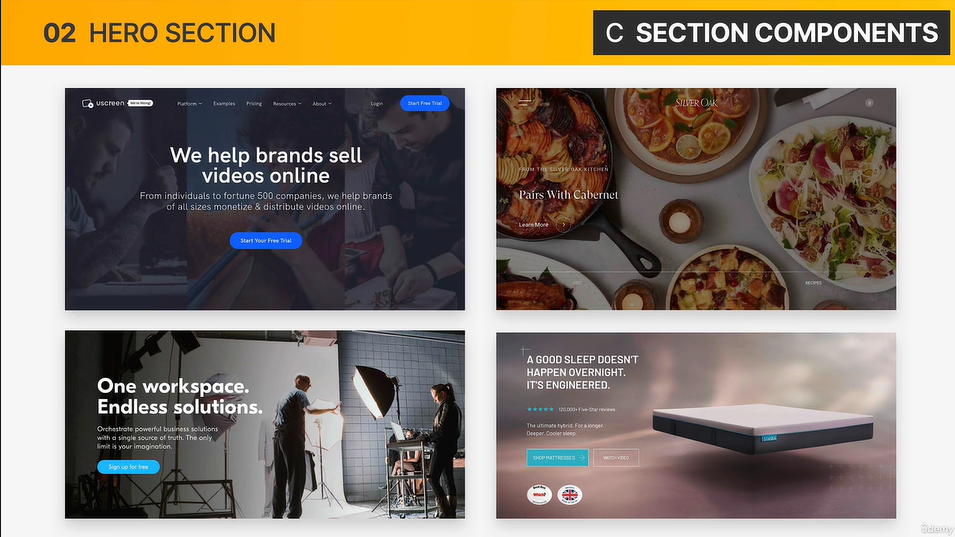 02 HERO SECTION
C SECTION COMPONENTS
uscreen We're Hiring! Platform Examples Pricing Resources About Login Start Free Trial
We help brands sell
videos online
From individuals to fortune 500 companies, we help brands
of all sizes monetize & distribute videos online.
Start Your Free Trial
SILVER OAK
FROM THE SILVER OAK KITCHEN
Pairs With Cabernet
Learn More
VISIT
RECIPES
One workspace.
Endless solutions.
Orchestrate powerful business solutions
with a single source of truth. The only
limit is your imagination.
Sign up for free
A GOOD SLEEP DOESN'T
HAPPEN OVERNIGHT.
IT'S ENGINEERED.
120,000+ Five-Star reviews
The ultimate hybrid. For a longer.
Deeper. Cooler sleep.
SHOP MATTRESSES
WATCH VIDEO
Which?
SIMBA
ûdemy